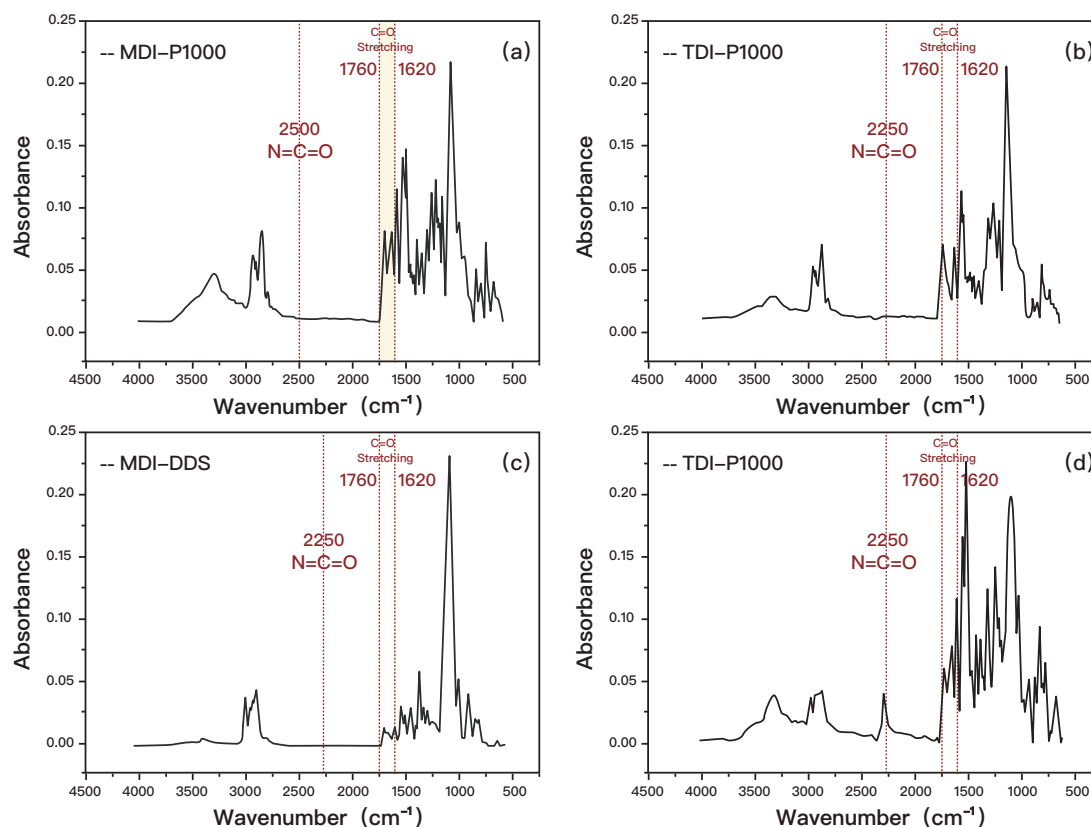 0.25
0.20
0.15
0.10
0.05
0.00
Absorbance
-- MDI–P1000
C=O
Stretching
1760
1620
(a)
2500
N=C=O
4500 4000 3500 3000 2500 2000 1500 1000 500
Wavenumber (cm⁻¹)
0.25
0.20
0.15
0.10
0.05
0.00
Absorbance
-- TDI–P1000
C=O
Stretching
1760
1620
(b)
2250
N=C=O
4500 4000 3500 3000 2500 2000 1500 1000 500
Wavenumber (cm⁻¹)
0.25
0.20
0.15
0.10
0.05
0.00
Absorbance
-- MDI–DDS
C=O
Stretching
1760
1620
(c)
2250
N=C=O
4500 4000 3500 3000 2500 2000 1500 1000 500
Wavenumber (cm⁻¹)
0.25
0.20
0.15
0.10
0.05
0.00
Absorbance
-- TDI–P1000
C=O
Stretching
1760
1620
(d)
2250
N=C=O
4500 4000 3500 3000 2500 2000 1500 1000 500
Wavenumber (cm⁻¹)